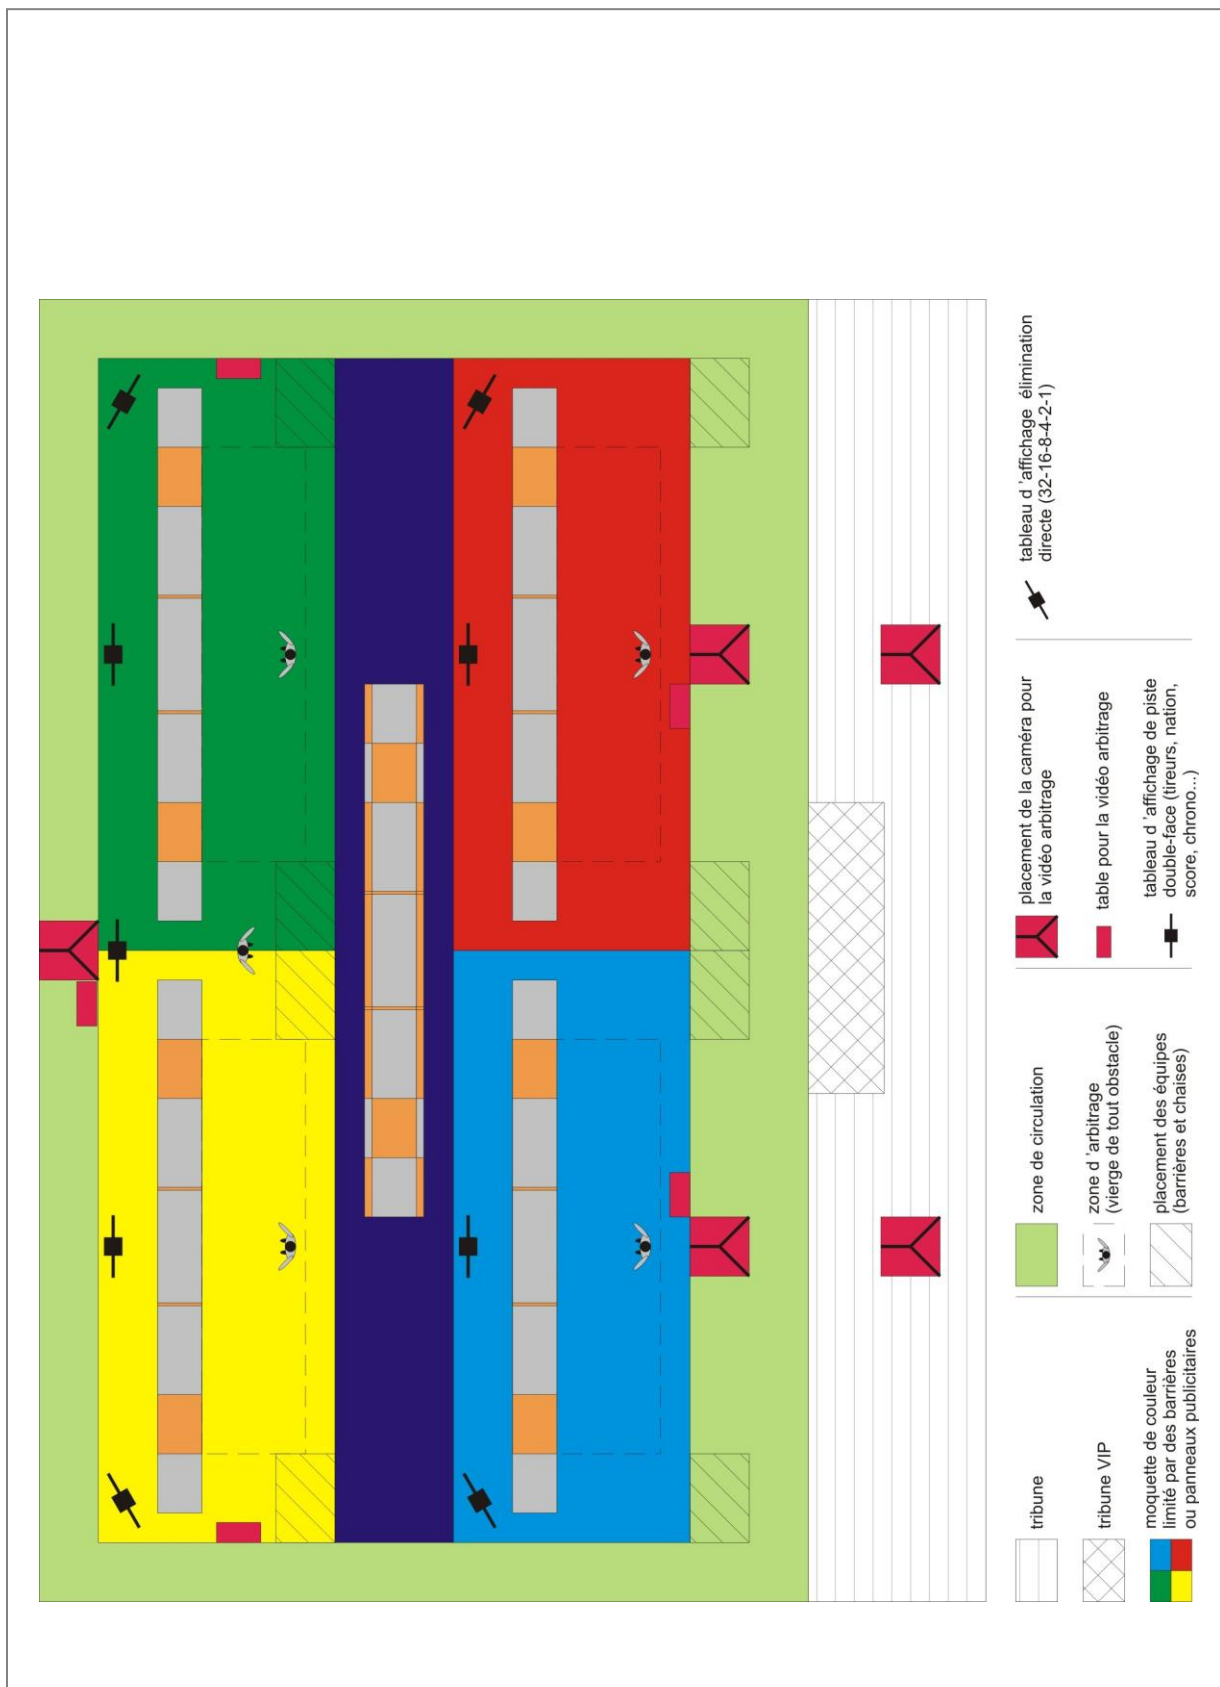 tribune
tribune VIP
moquette de couleur
limité par des barrières
ou panneaux publicitaires
zone de circulation
zone d 'arbitrage
(vierge de tout obstacle)
placement des équipes
(barrières et chaises)
placement de la caméra pour
la vidéo arbitrage
table pour la vidéo arbitrage
tableau d 'affichage de piste
double-face (tireurs, nation,
score, chrono...)
tableau d 'affichage élimination
directe (32-16-8-4-2-1)